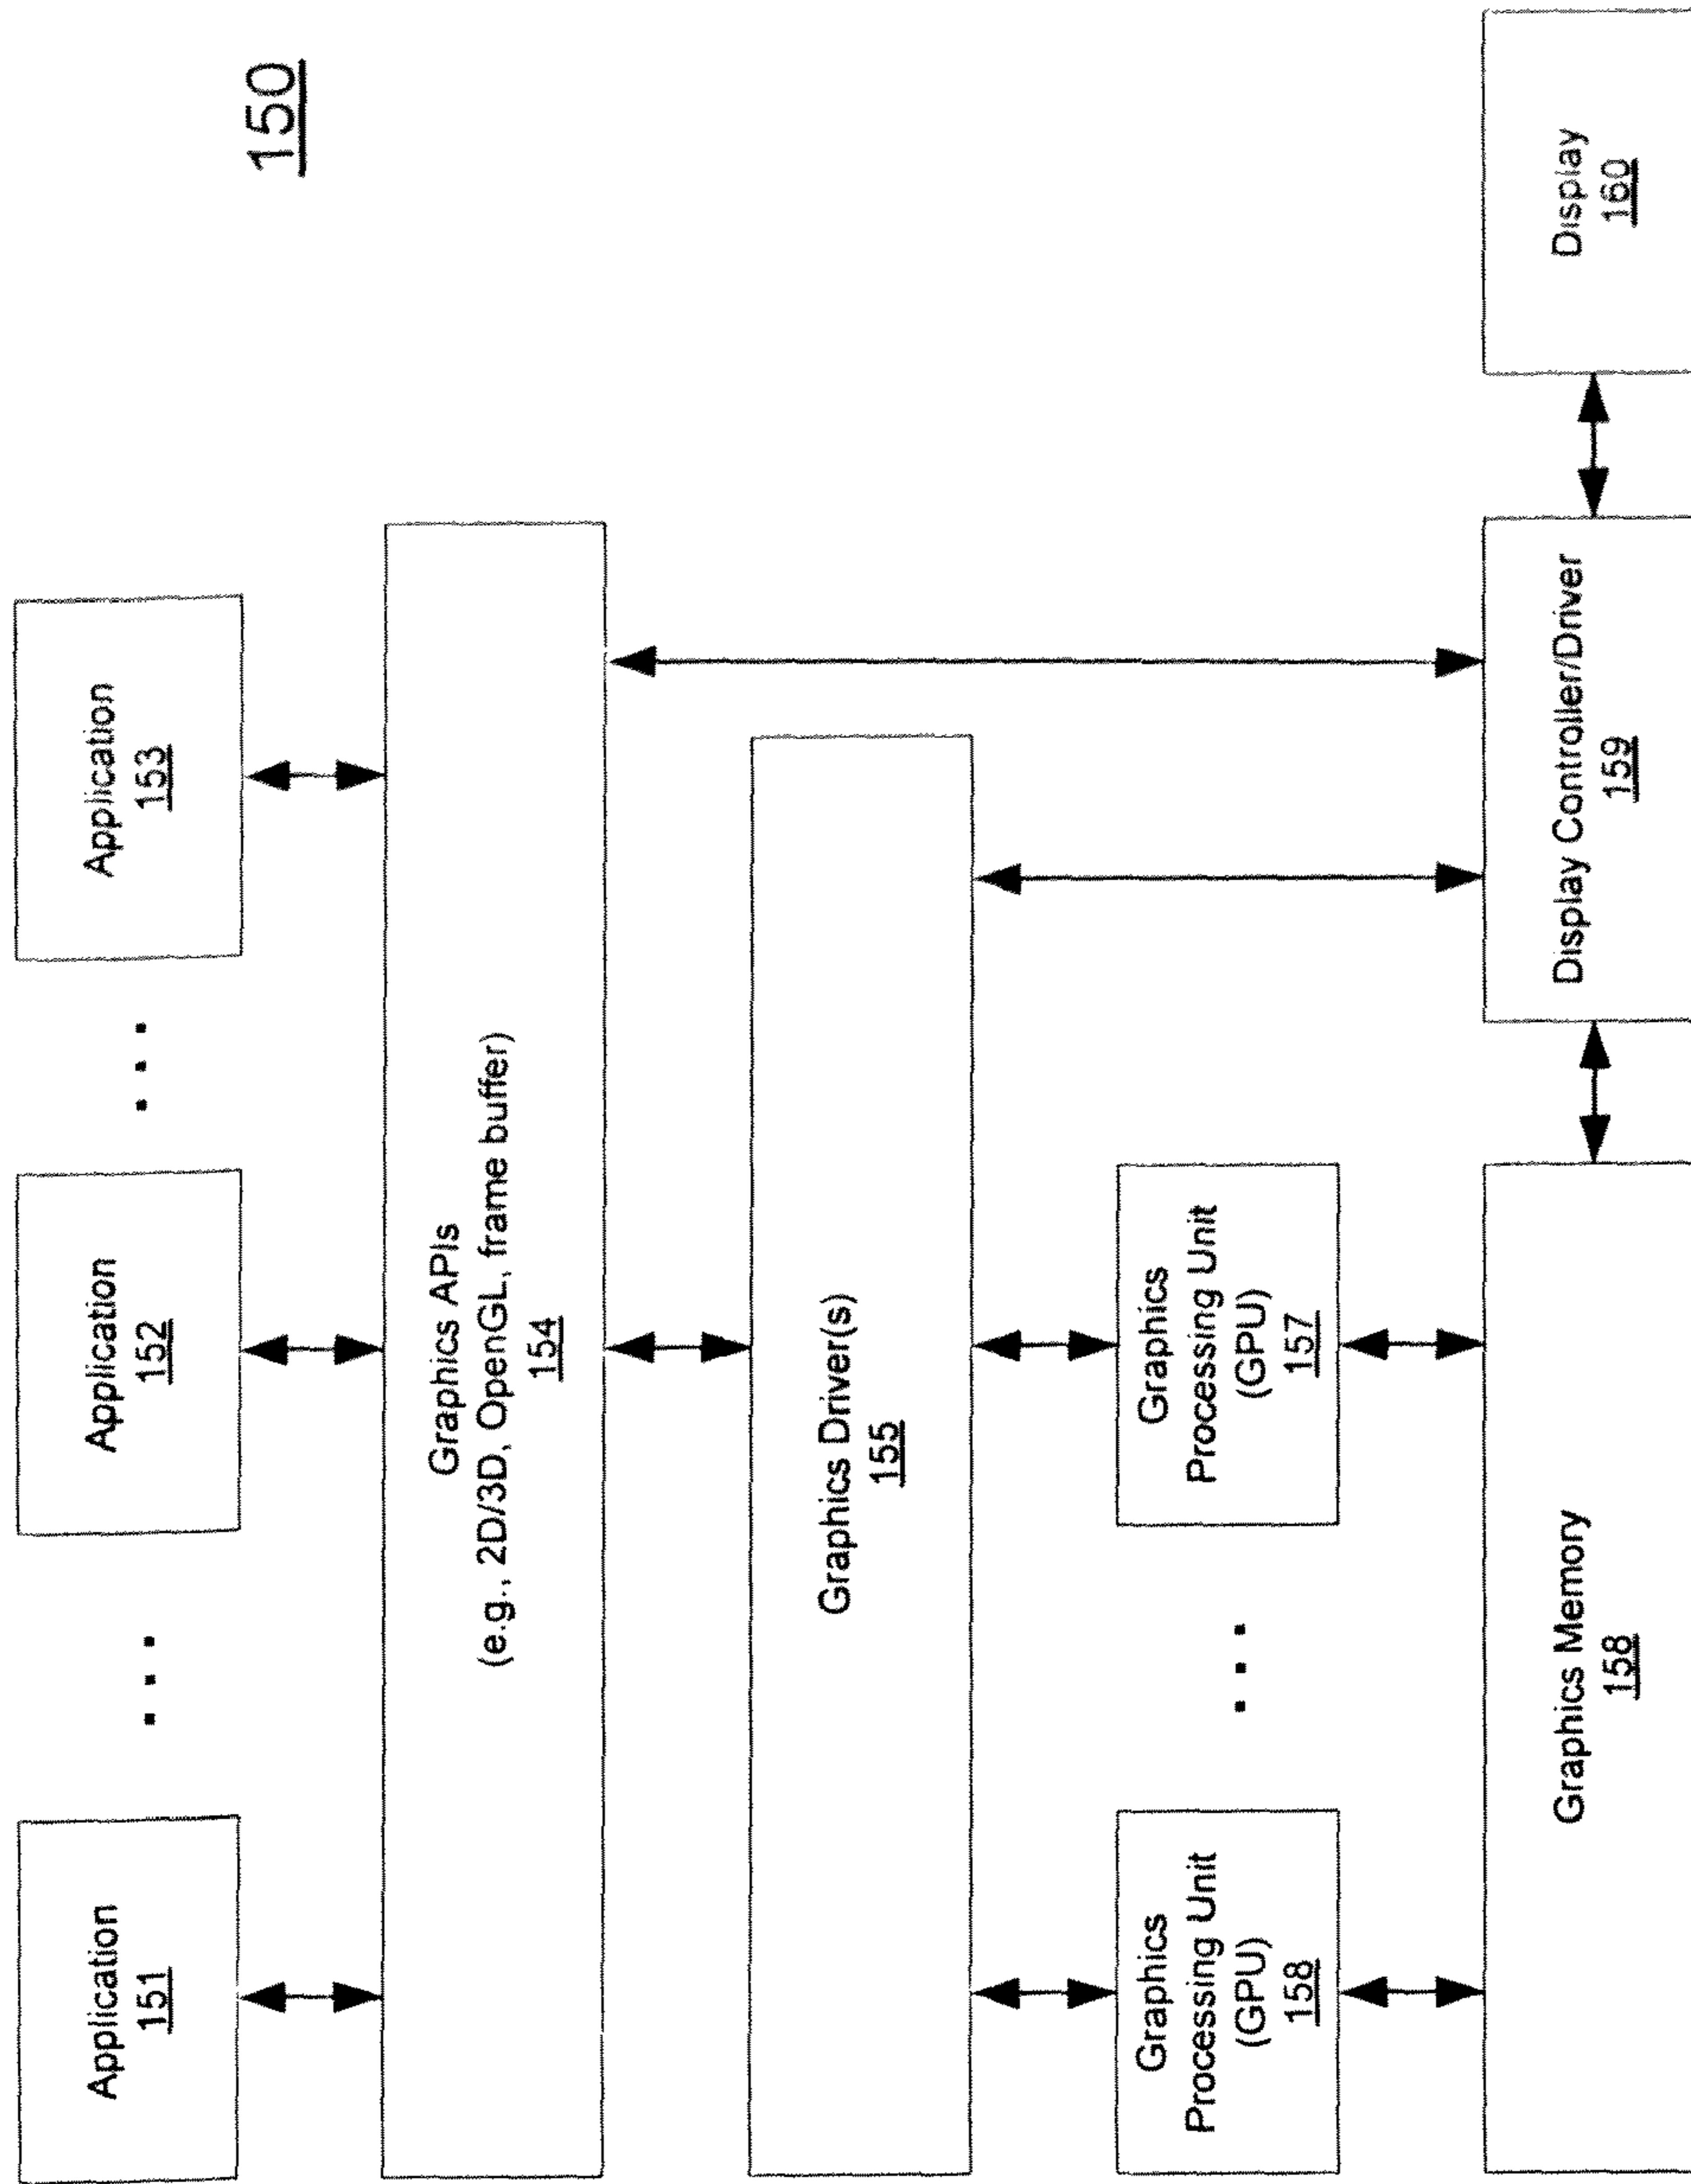 150
Application
151
Application
152
Application
153
Graphics APIs
(e.g., 2D/3D, OpenGL, frame buffer)
154
Graphics Driver(s)
155
Graphics
Processing Unit
(GPU)
158
Graphics
Processing Unit
(GPU)
157
Graphics Memory
158
Display Controller/Driver
159
Display
160